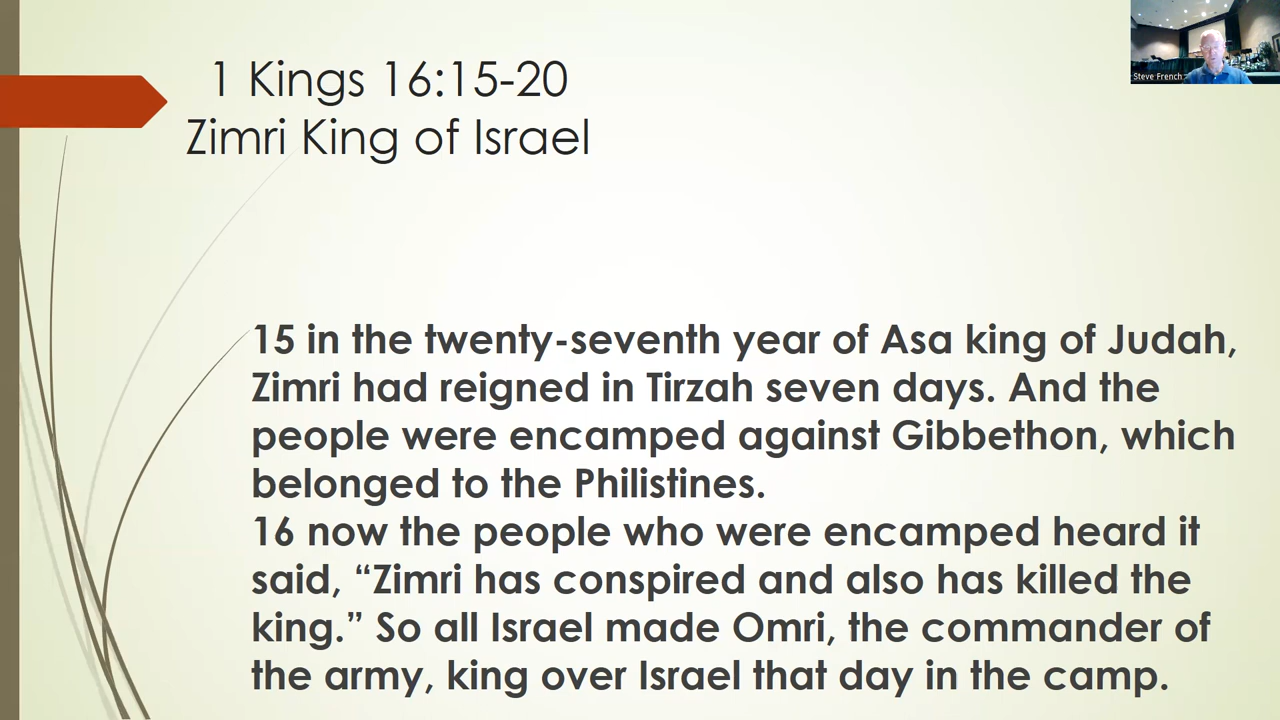 1 Kings 16:15-20
Zimri King of Israel
Steve French
15 in the twenty-seventh year of Asa king of Judah,
Zimri had reigned in Tirzah seven days. And the
people were encamped against Gibbethon, which
belonged to the Philistines.
16 now the people who were encamped heard it
said, “Zimri has conspired and also has killed the
king.” So all Israel made Omri, the commander of
the army, king over Israel that day in the camp.